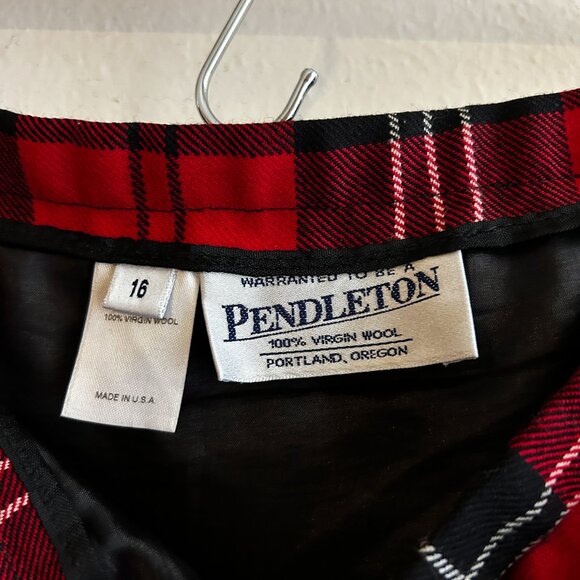 16
100% VIRGIN WOOL
MADE IN U.S.A.
WARRANTED TO BE A
PENDLETON
100% VIRGIN WOOL
PORTLAND, OREGON